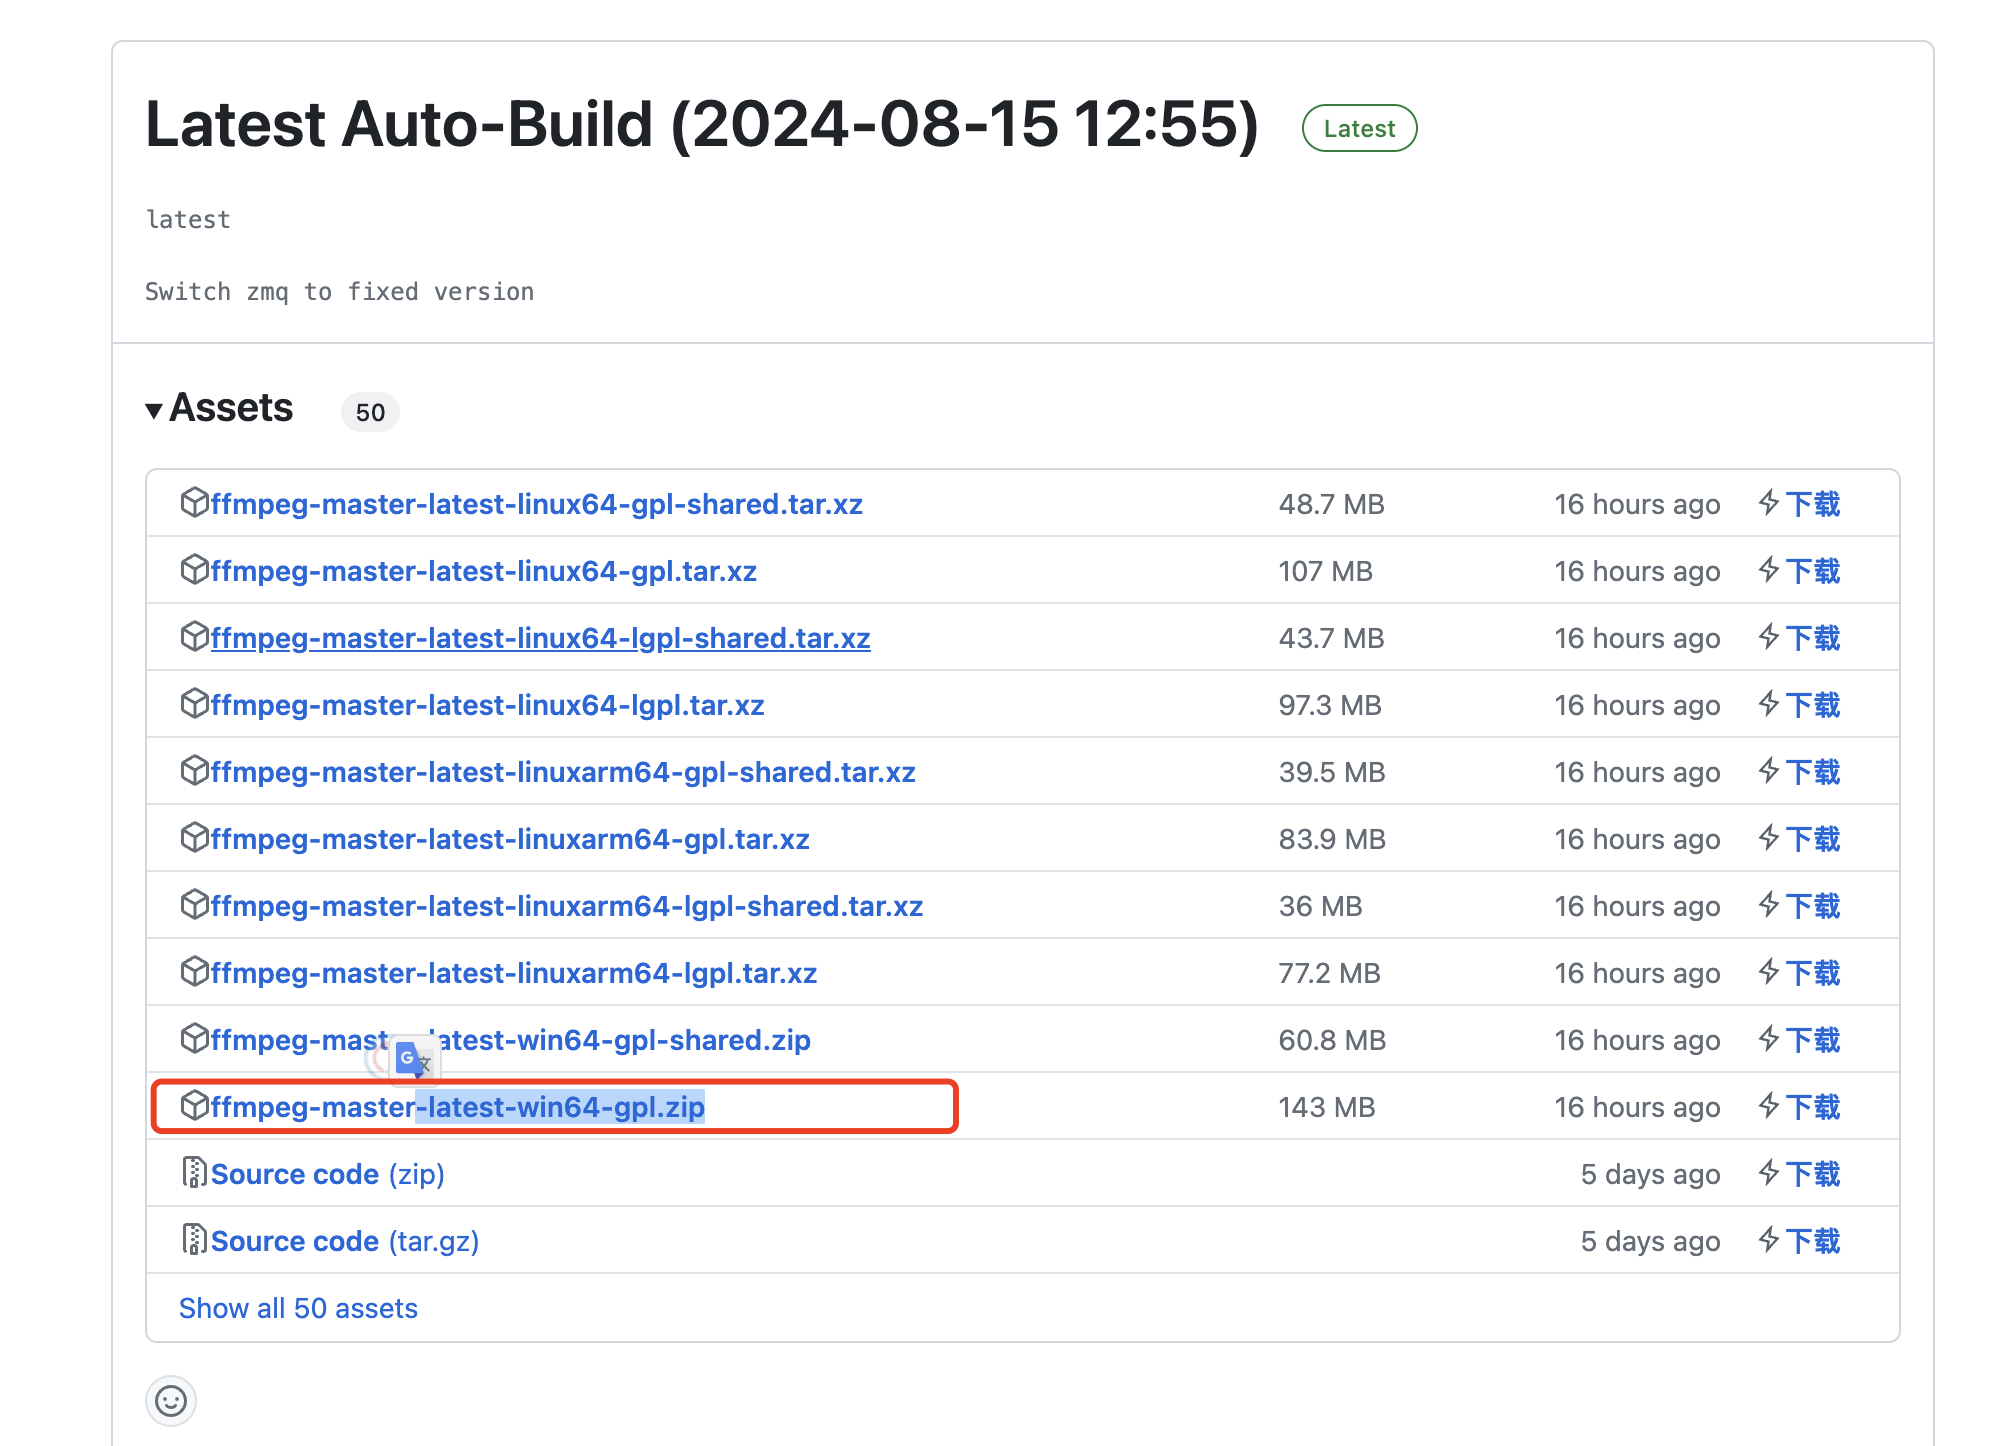 Latest Auto-Build (2024-08-15 12:55) Latest
latest
Switch zmq to fixed version
Assets 50
ffmpeg-master-latest-linux64-gpl-shared.tar.xz 48.7 MB 16 hours ago 下载
ffmpeg-master-latest-linux64-gpl.tar.xz 107 MB 16 hours ago 下载
ffmpeg-master-latest-linux64-lgpl-shared.tar.xz 43.7 MB 16 hours ago 下载
ffmpeg-master-latest-linux64-lgpl.tar.xz 97.3 MB 16 hours ago 下载
ffmpeg-master-latest-linuxarm64-gpl-shared.tar.xz 39.5 MB 16 hours ago 下载
ffmpeg-master-latest-linuxarm64-gpl.tar.xz 83.9 MB 16 hours ago 下载
ffmpeg-master-latest-linuxarm64-lgpl-shared.tar.xz 36 MB 16 hours ago 下载
ffmpeg-master-latest-linuxarm64-lgpl.tar.xz 77.2 MB 16 hours ago 下载
ffmpeg-master-latest-win64-gpl-shared.zip 60.8 MB 16 hours ago 下载
ffmpeg-master-latest-win64-gpl.zip 143 MB 16 hours ago 下载
Source code (zip) 5 days ago 下载
Source code (tar.gz) 5 days ago 下载
Show all 50 assets